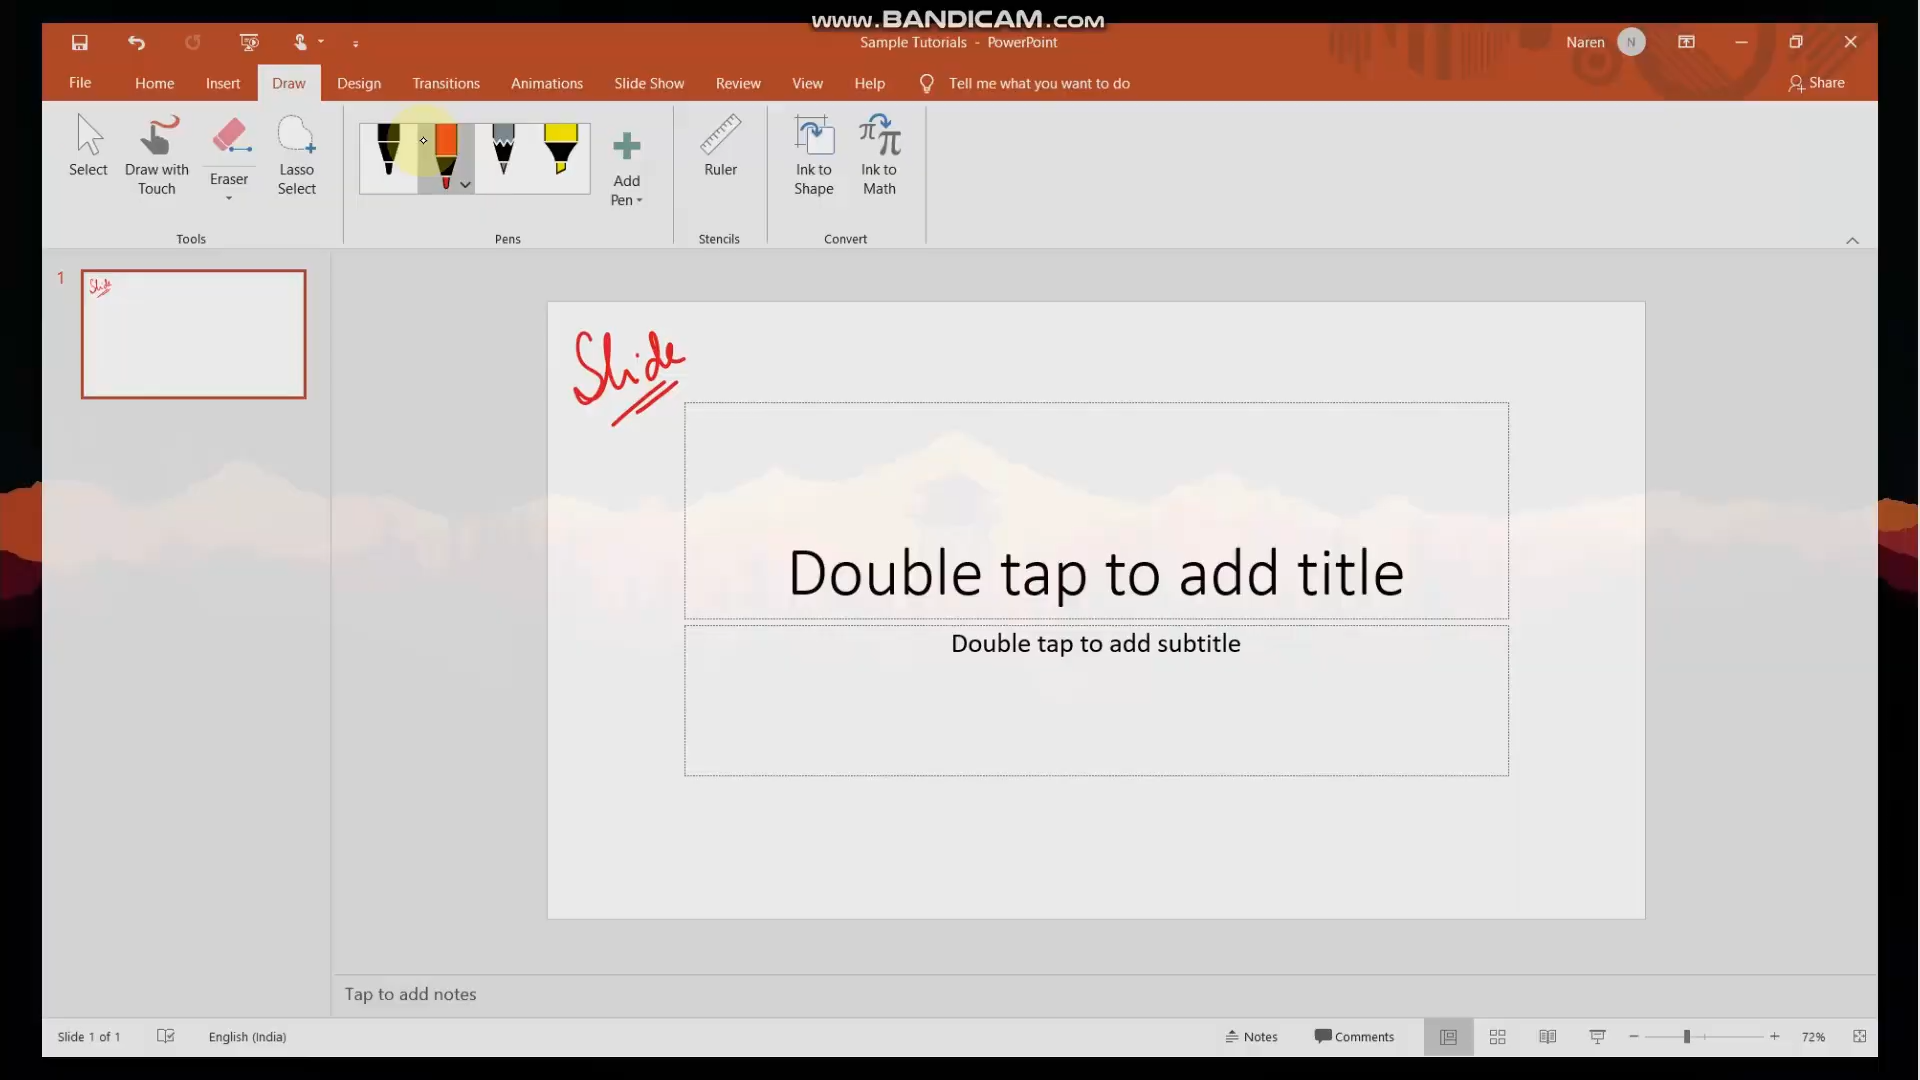 www.BANDICAM.com
Sample Tutorials - PowerPoint
Naren N
File Home Insert Draw Design Transitions Animations Slide Show Review View Help Tell me what you want to do Share
Select
Draw with
Touch
Eraser
Lasso
Select
Add
Pen
Ruler
Ink to
Shape
Ink to
Math
Tools Pens Stencils Convert
1
Slide
Slide
Double tap to add title
Double tap to add subtitle
Tap to add notes
Slide 1 of 1 English (India) Notes Comments 72%